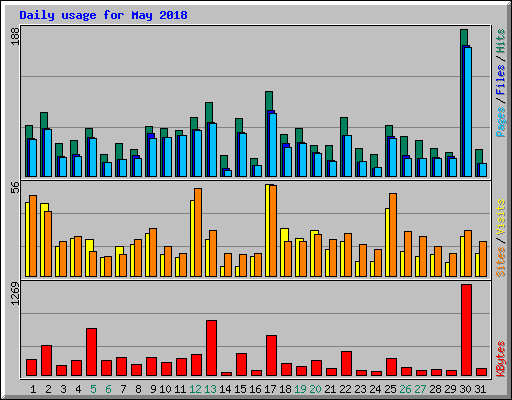 Daily usage for May 2018
188
56
1269
Pages / Files / Hits
Sites / Visits
KBytes
1 2 3 4 5 6 7 8 9 10 11 12 13 14 15 16 17 18 19 20 21 22 23 24 25 26 27 28 29 30 31